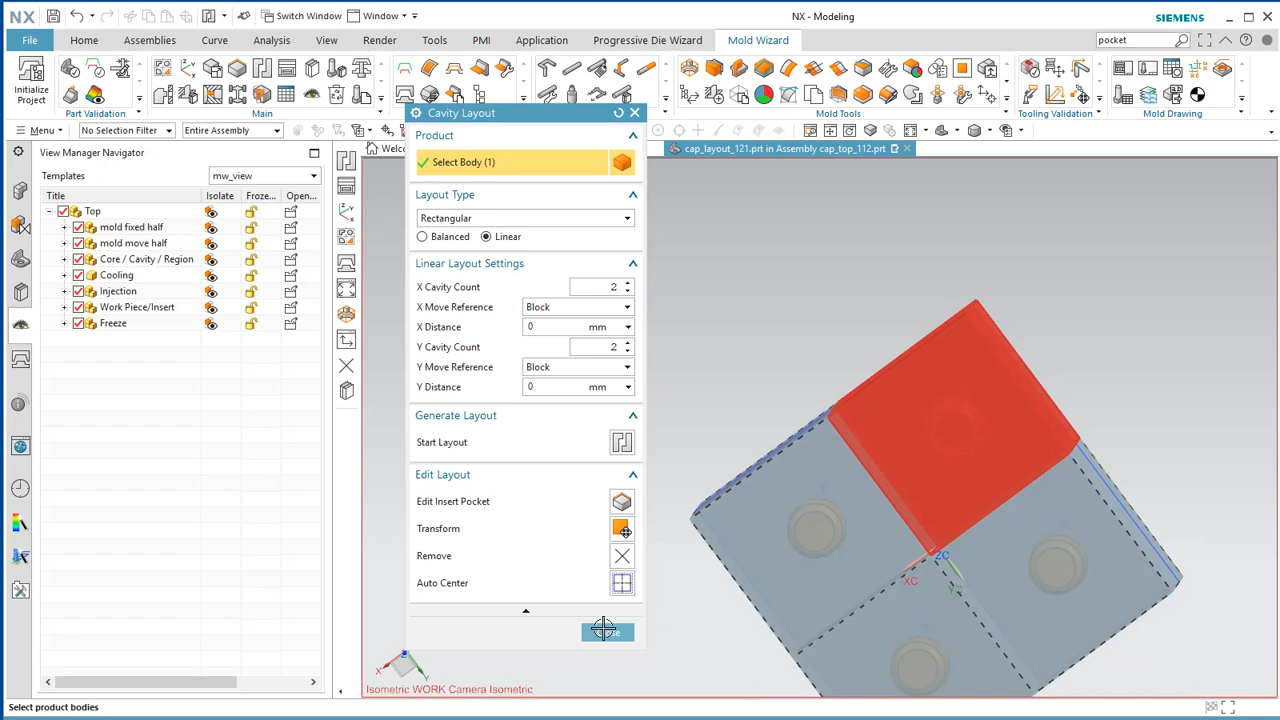 NX
Switch Window
Window
NX - Modeling
SIEMENS
File
Home
Assemblies
Curve
Analysis
View
Render
Tools
PMI
Application
Progressive Die Wizard
Mold Wizard
pocket
Initialize
Project
Part Validation
Main
Mold Tools
Tooling Validation
Menu
No Selection Filter
Entire Assembly
View Manager Navigator
Templates
mw_view
Title
Isolate
Froze...
Open...
Top
mold fixed half
mold move half
Core / Cavity / Region
Cooling
Injection
Work Piece/Insert
Freeze
Welc
cap_layout_121.prt in Assembly cap_top_112.prt
Cavity Layout
Product
Select Body (1)
Layout Type
Rectangular
Balanced
Linear
Linear Layout Settings
X Cavity Count
2
X Move Reference
Block
X Distance
0 mm
Y Cavity Count
2
Y Move Reference
Block
Y Distance
0 mm
Generate Layout
Start Layout
Edit Layout
Edit Insert Pocket
Transform
Remove
Auto Center
ZC
XC
X
Y
Isometric WORK Camera Isometric
Select product bodies